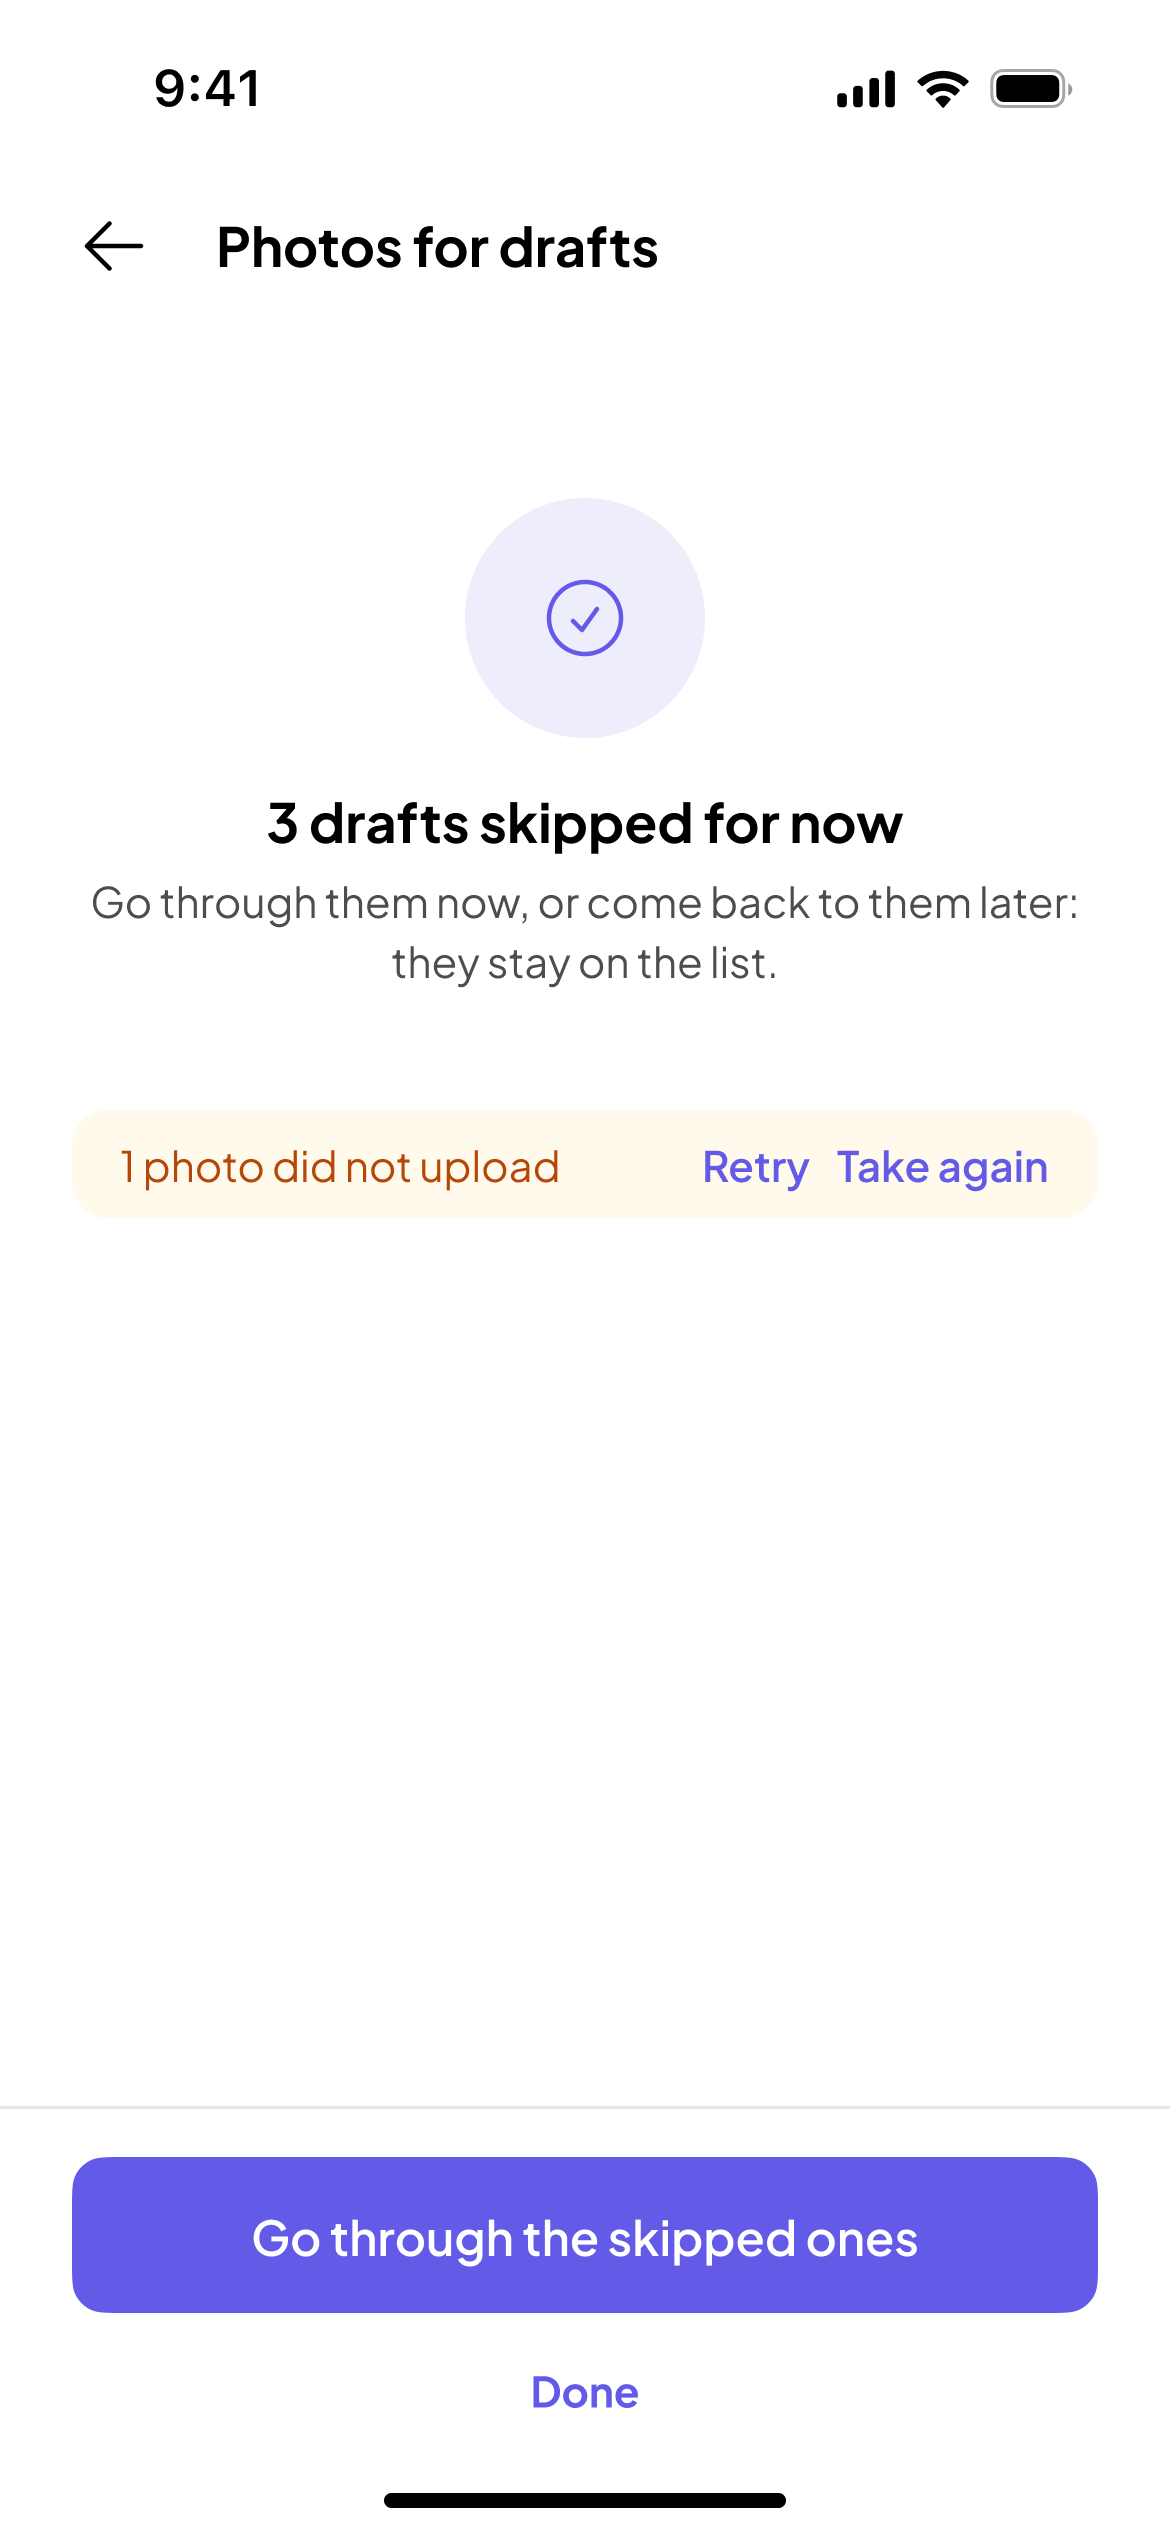 9:41
Photos for drafts
3 drafts skipped for now
Go through them now, or come back to them later:
they stay on the list.
1 photo did not upload Retry Take again
Go through the skipped ones
Done